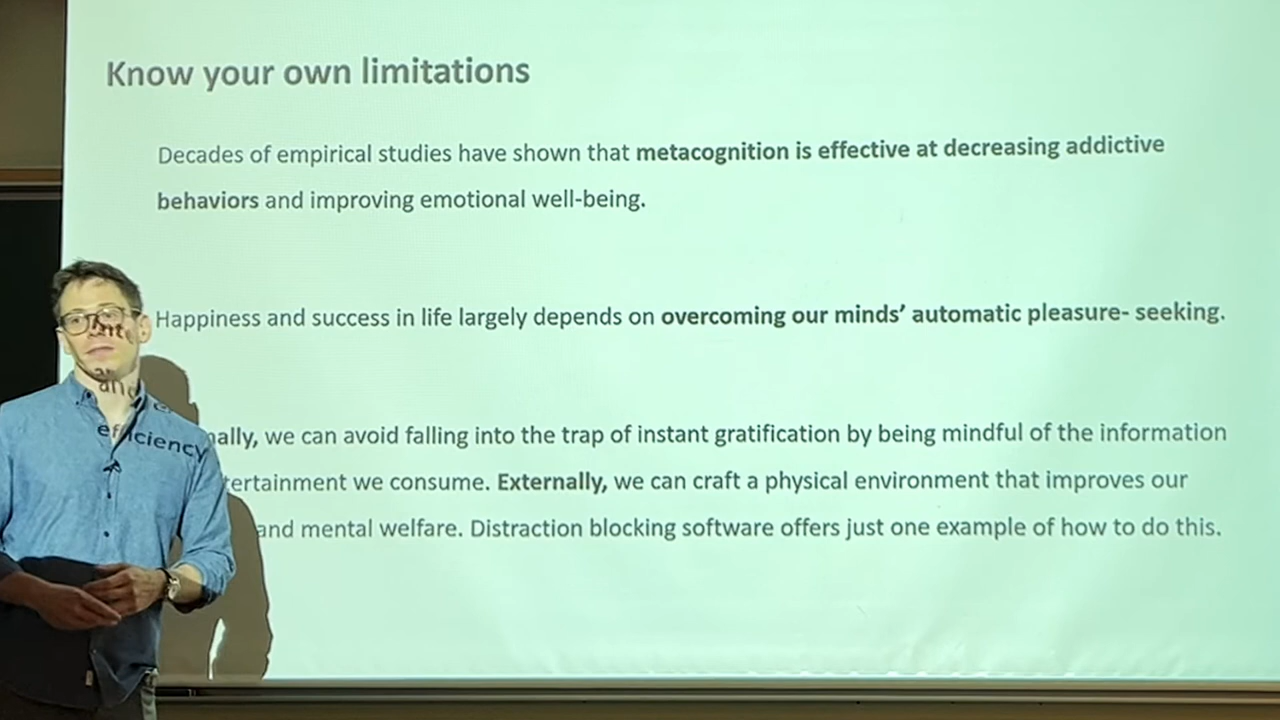 Know your own limitations
Decades of empirical studies have shown that metacognition is effective at decreasing addictive
behaviors and improving emotional well-being.
Happiness and success in life largely depends on overcoming our minds’ automatic pleasure- seeking.
nally, we can avoid falling into the trap of instant gratification by being mindful of the information
tertainment we consume. Externally, we can craft a physical environment that improves our
efficiency and mental welfare. Distraction blocking software offers just one example of how to do this.